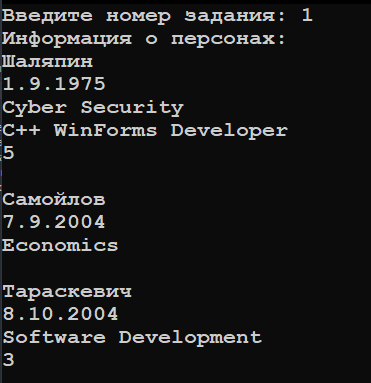 Введите номер задания: 1
Информация о персонах:
Шаляпин
1.9.1975
Cyber Security
C++ WinForms Developer
5
Самойлов
7.9.2004
Economics
Тараскевич
8.10.2004
Software Development
3